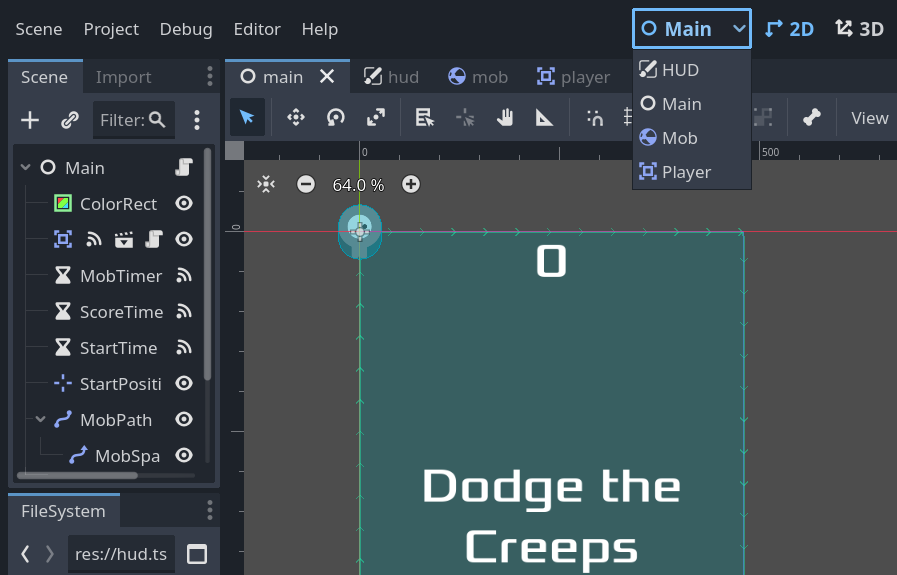 Scene Project Debug Editor Help Main 2D 3D
HUD
Main
Mob
Player
Scene Import
main hud mob player
Filter:
View
0 500
64.0 %
0
Main
ColorRect
MobTimer
ScoreTime
StartTime
StartPositi
MobPath
MobSpa
0
Dodge the
Creeps
FileSystem
res://hud.ts